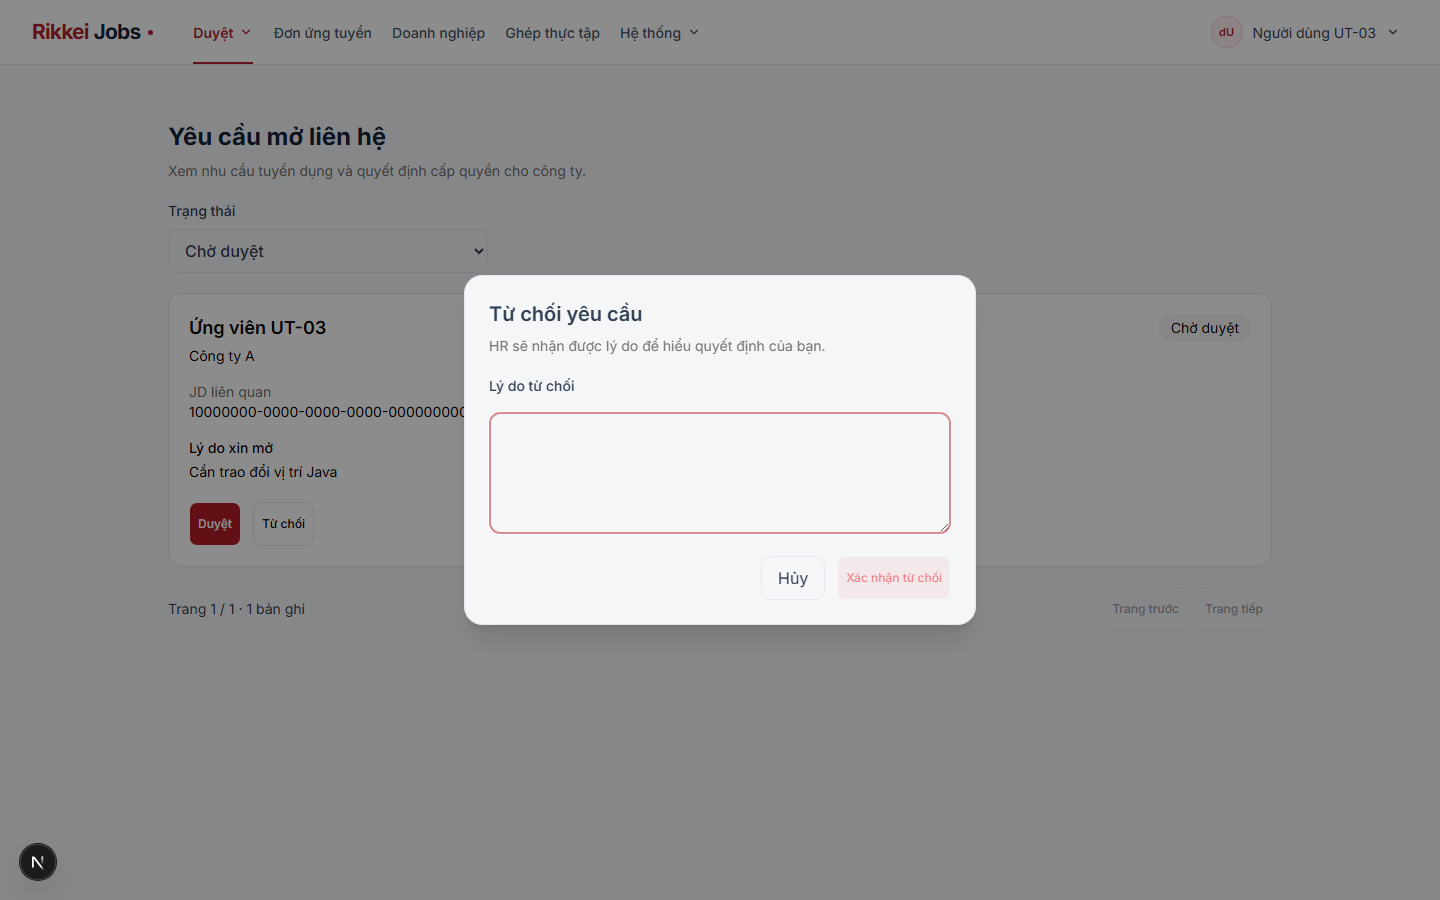 Rikkei Jobs
Duyệt
Đơn ứng tuyển
Doanh nghiệp
Ghép thực tập
Hệ thống
dU
Người dùng UT-03
Yêu cầu mở liên hệ
Xem nhu cầu tuyển dụng và quyết định cấp quyền cho công ty.
Trạng thái
Chờ duyệt
Ứng viên UT-03
Chờ duyệt
Công ty A
JD liên quan
10000000-0000-0000-0000-000000000
Lý do xin mở
Cần trao đổi vị trí Java
Duyệt
Từ chối
Trang 1 / 1 · 1 bản ghi
Trang trước
Trang tiếp
Từ chối yêu cầu
HR sẽ nhận được lý do để hiểu quyết định của bạn.
Lý do từ chối
Hủy
Xác nhận từ chối
N